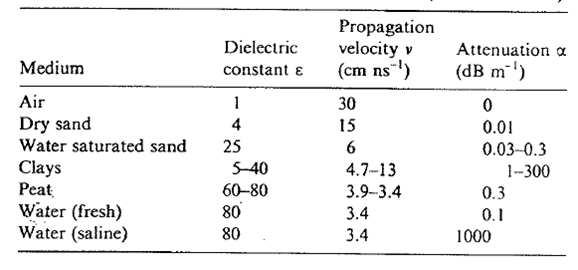 Propagation
Dielectric velocity v Attenuation α
Medium constant ε (cm ns⁻¹) (dB m⁻¹)
Air 1 30 0
Dry sand 4 15 0.01
Water saturated sand 25 6 0.03–0.3
Clays 5–40 4.7–13 1–300
Peat 60–80 3.9–3.4 0.3
Water (fresh) 80 3.4 0.1
Water (saline) 80 3.4 1000